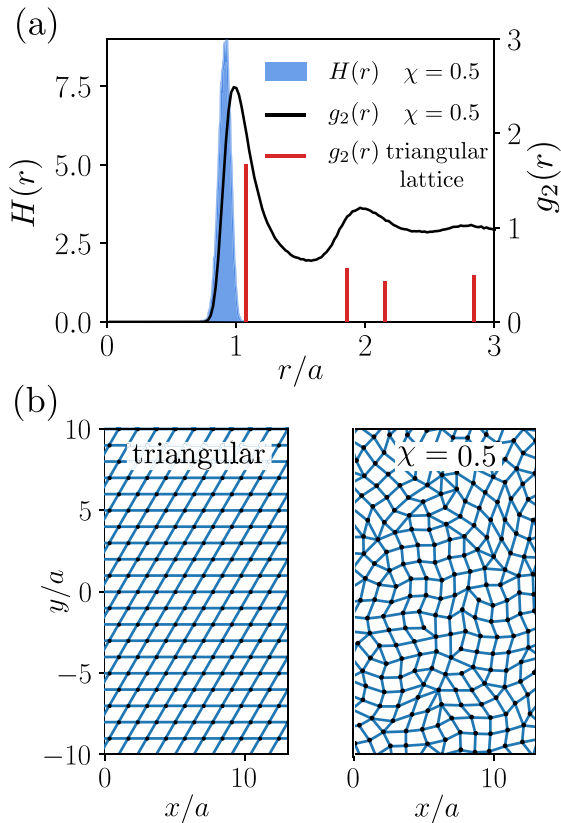 (a)
H(r) χ = 0.5
g₂(r) χ = 0.5
g₂(r) triangular
lattice
H(r)
7.5
5.0
2.5
0.0
g₂(r)
3
2
1
0
0 1 2 3
r/a
(b)
triangular
χ = 0.5
y/a
10
5
0
−5
−10
0 10
0 10
x/a
x/a